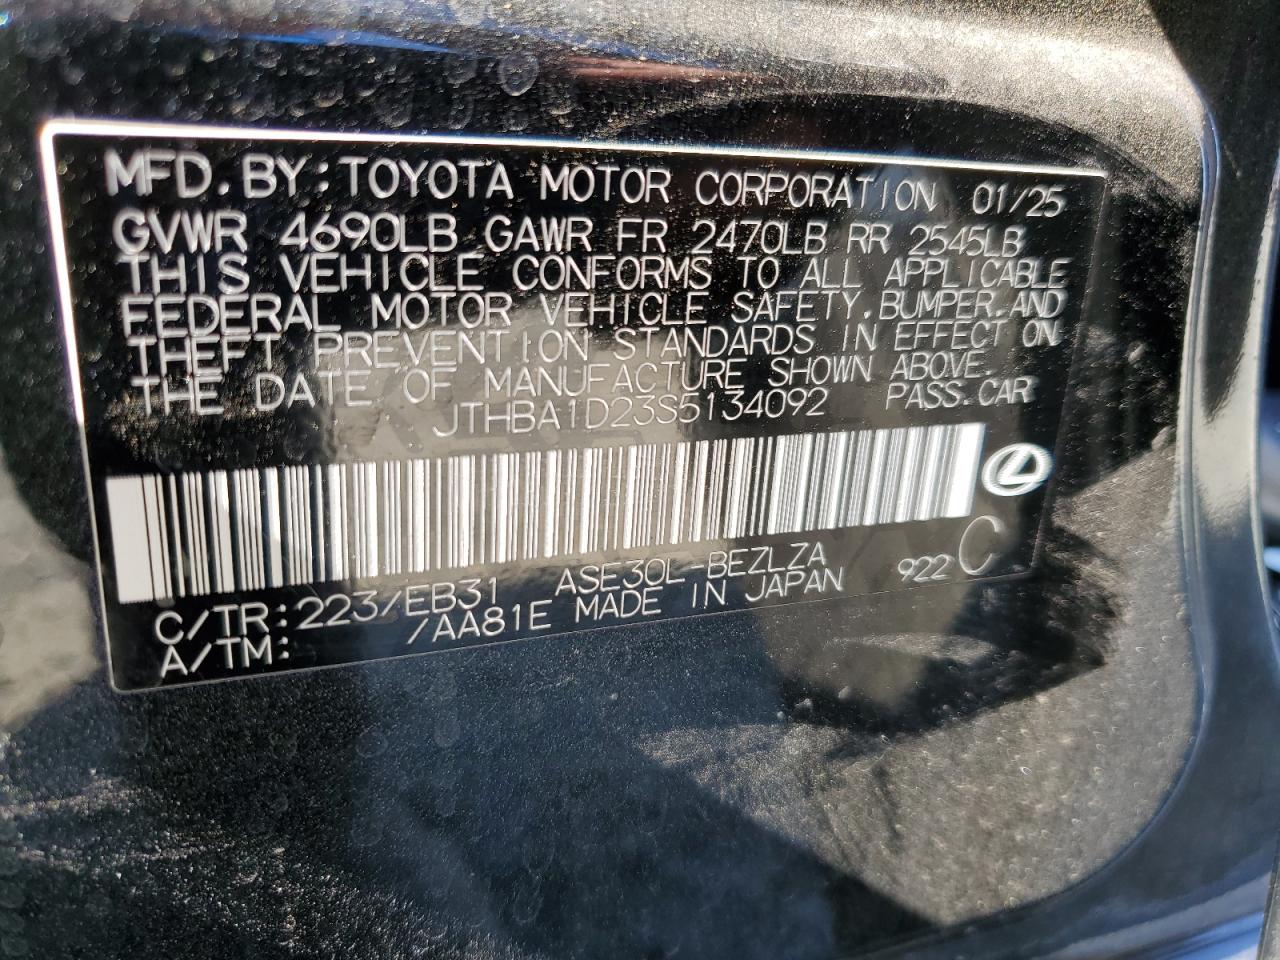 MFD. BY: TOYOTA MOTOR CORPORATION 01/25
GVWR 4690LB GAWR FR 2470LB RR 2545LB
THIS VEHICLE CONFORMS TO ALL APPLICABLE
FEDERAL MOTOR VEHICLE SAFETY, BUMPER, AND
THEFT PREVENTION STANDARDS IN EFFECT ON
THE DATE OF MANUFACTURE SHOWN ABOVE.
JTHBA1D23S5134092 PASS. CAR
C/TR: 223/EB31 ASE30L-BEZLZA 922 C
A/TM: /AA81E MADE IN JAPAN